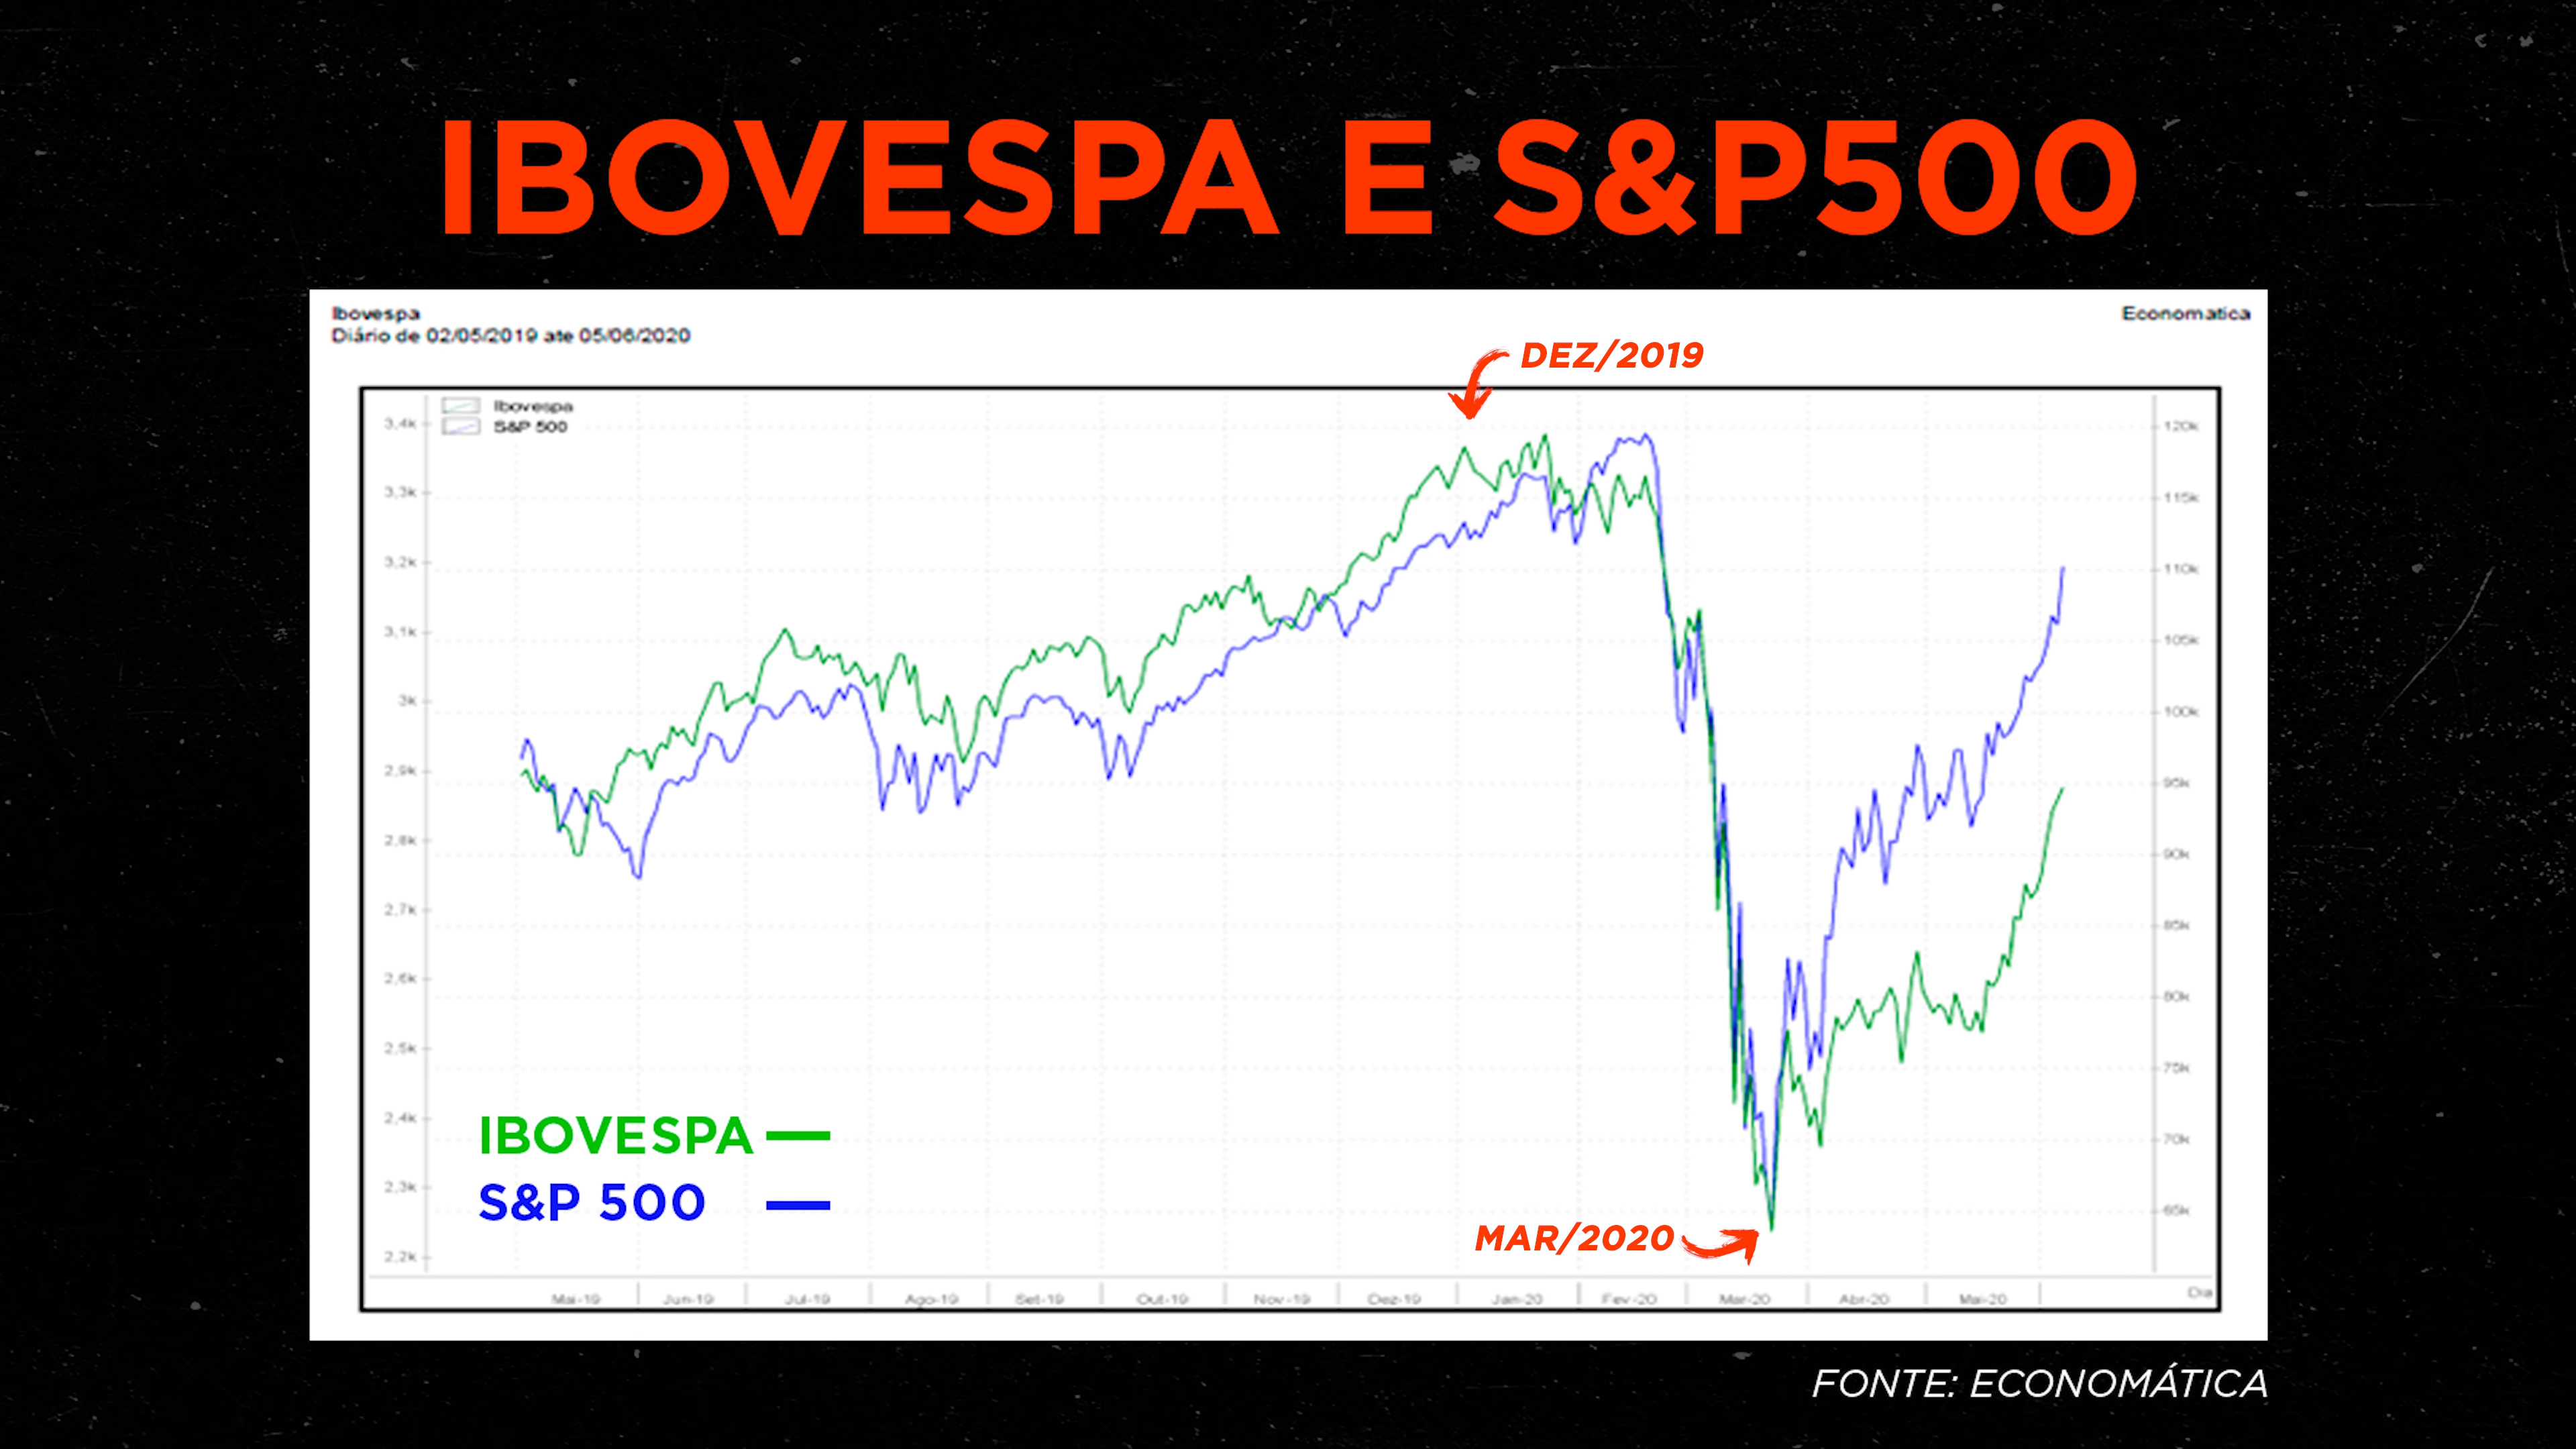 IBOVESPA E S&P500
Ibovespa
Economatica
Diário de 02/05/2019 ate 05/06/2020
DEZ/2019
Ibovespa
S&P 500
3,4k
3,3k
3,2k
3,1k
3k
2,9k
2,8k
2,7k
2,6k
2,5k
2,4k
2,3k
2,2k
120k
115k
110k
105k
100k
95k
90k
85k
80k
75k
70k
65k
IBOVESPA
S&P 500
MAR/2020
Mai-19 Jun-19 Jul-19 Ago-19 Set-19 Out-19 Nov-19 Dez-19 Jan-20 Fev-20 Mar-20 Abr-20 Mai-20 Dia
FONTE: ECONOMÁTICA